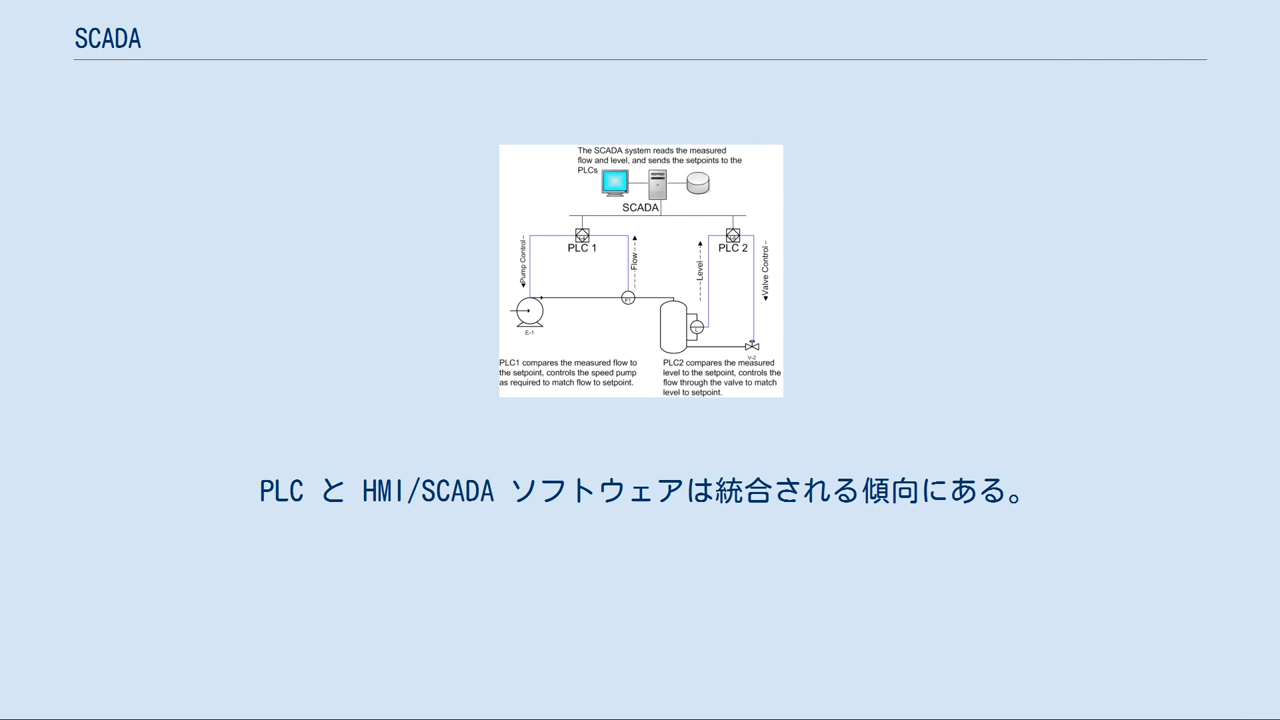 SCADA
The SCADA system reads the measured
flow and level, and sends the setpoints to the
PLCs
SCADA
PLC 1
PLC 2
Pump Control
Flow
Level
Valve Control
E-1
V-2
PLC1 compares the measured flow to
the setpoint, controls the speed pump
as required to match flow to setpoint.
PLC2 compares the measured
level to the setpoint, controls the
flow through the valve to match
level to setpoint.
PLC と HMI/SCADA ソフトウェアは統合される傾向にある。